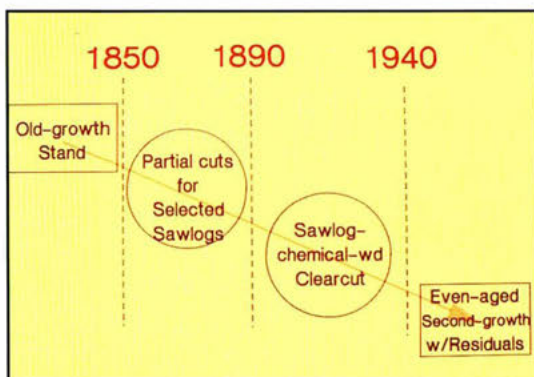 1850 1890 1940
Old-growth
Stand
Partial cuts
for
Selected
Sawlogs
Sawlog-
chemical-wd
Clearcut
Even-aged
Second-growth
w/Residuals